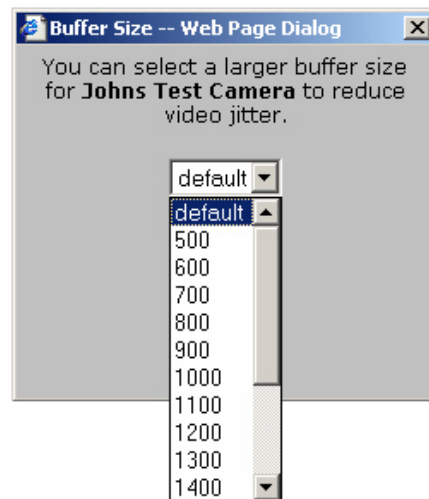 Buffer Size -- Web Page Dialog
You can select a larger buffer size
for Johns Test Camera to reduce
video jitter.
default
default
500
600
700
800
900
1000
1100
1200
1300
1400